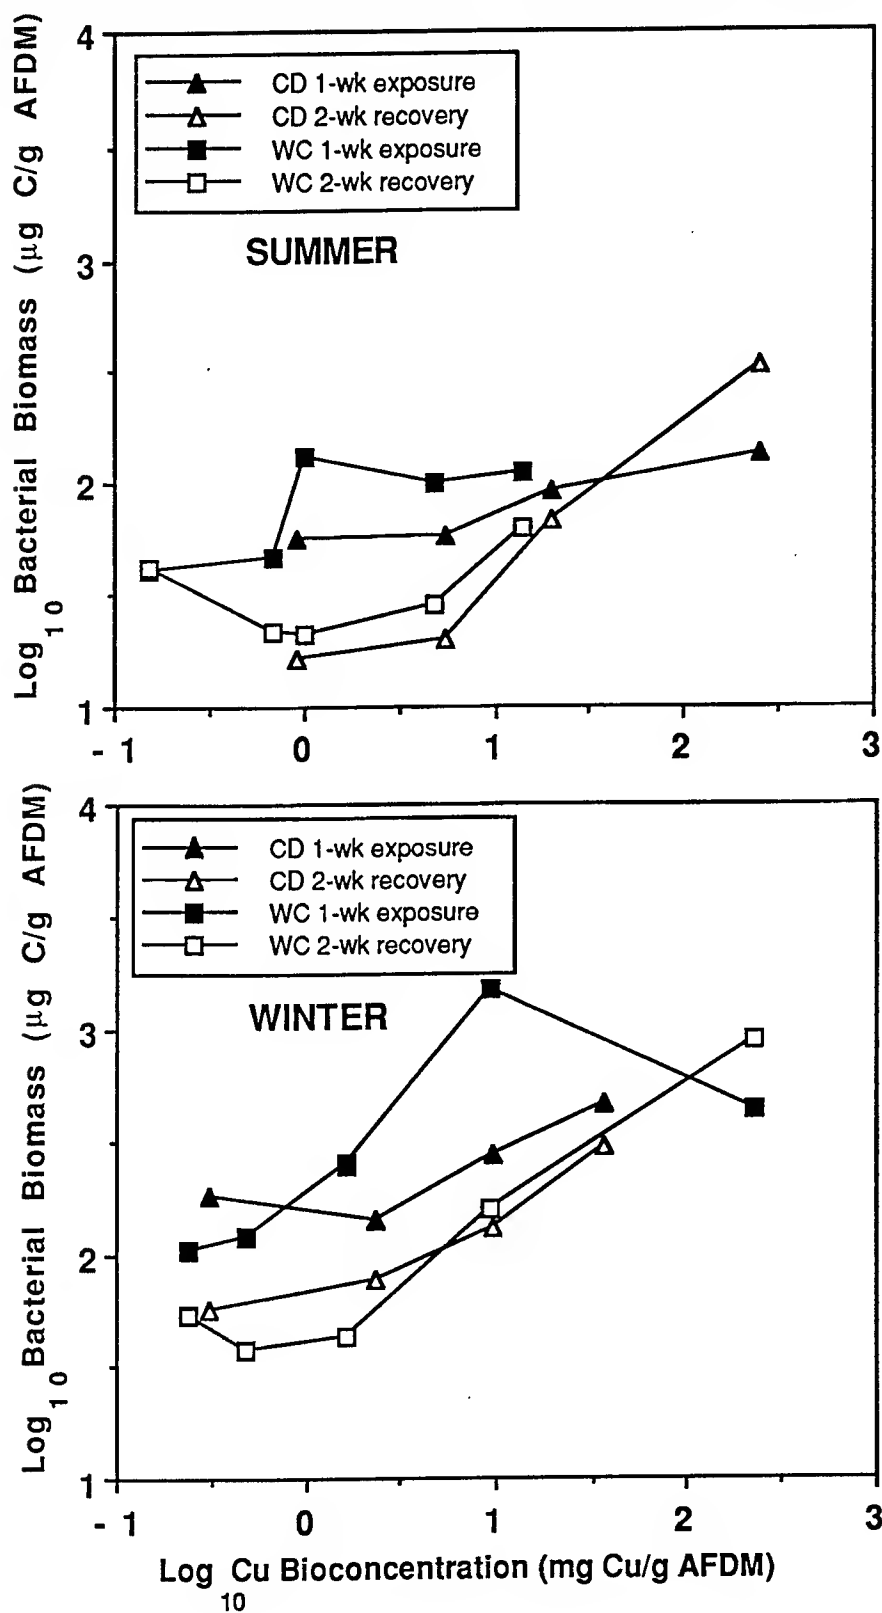 Log10 Bacterial Biomass (µg C/g AFDM)
4
3
2
1
CD 1-wk exposure
CD 2-wk recovery
WC 1-wk exposure
WC 2-wk recovery
SUMMER
- 1 0 1 2 3
Log10 Bacterial Biomass (µg C/g AFDM)
4
3
2
1
CD 1-wk exposure
CD 2-wk recovery
WC 1-wk exposure
WC 2-wk recovery
WINTER
- 1 0 1 2 3
Log10 Cu Bioconcentration (mg Cu/g AFDM)